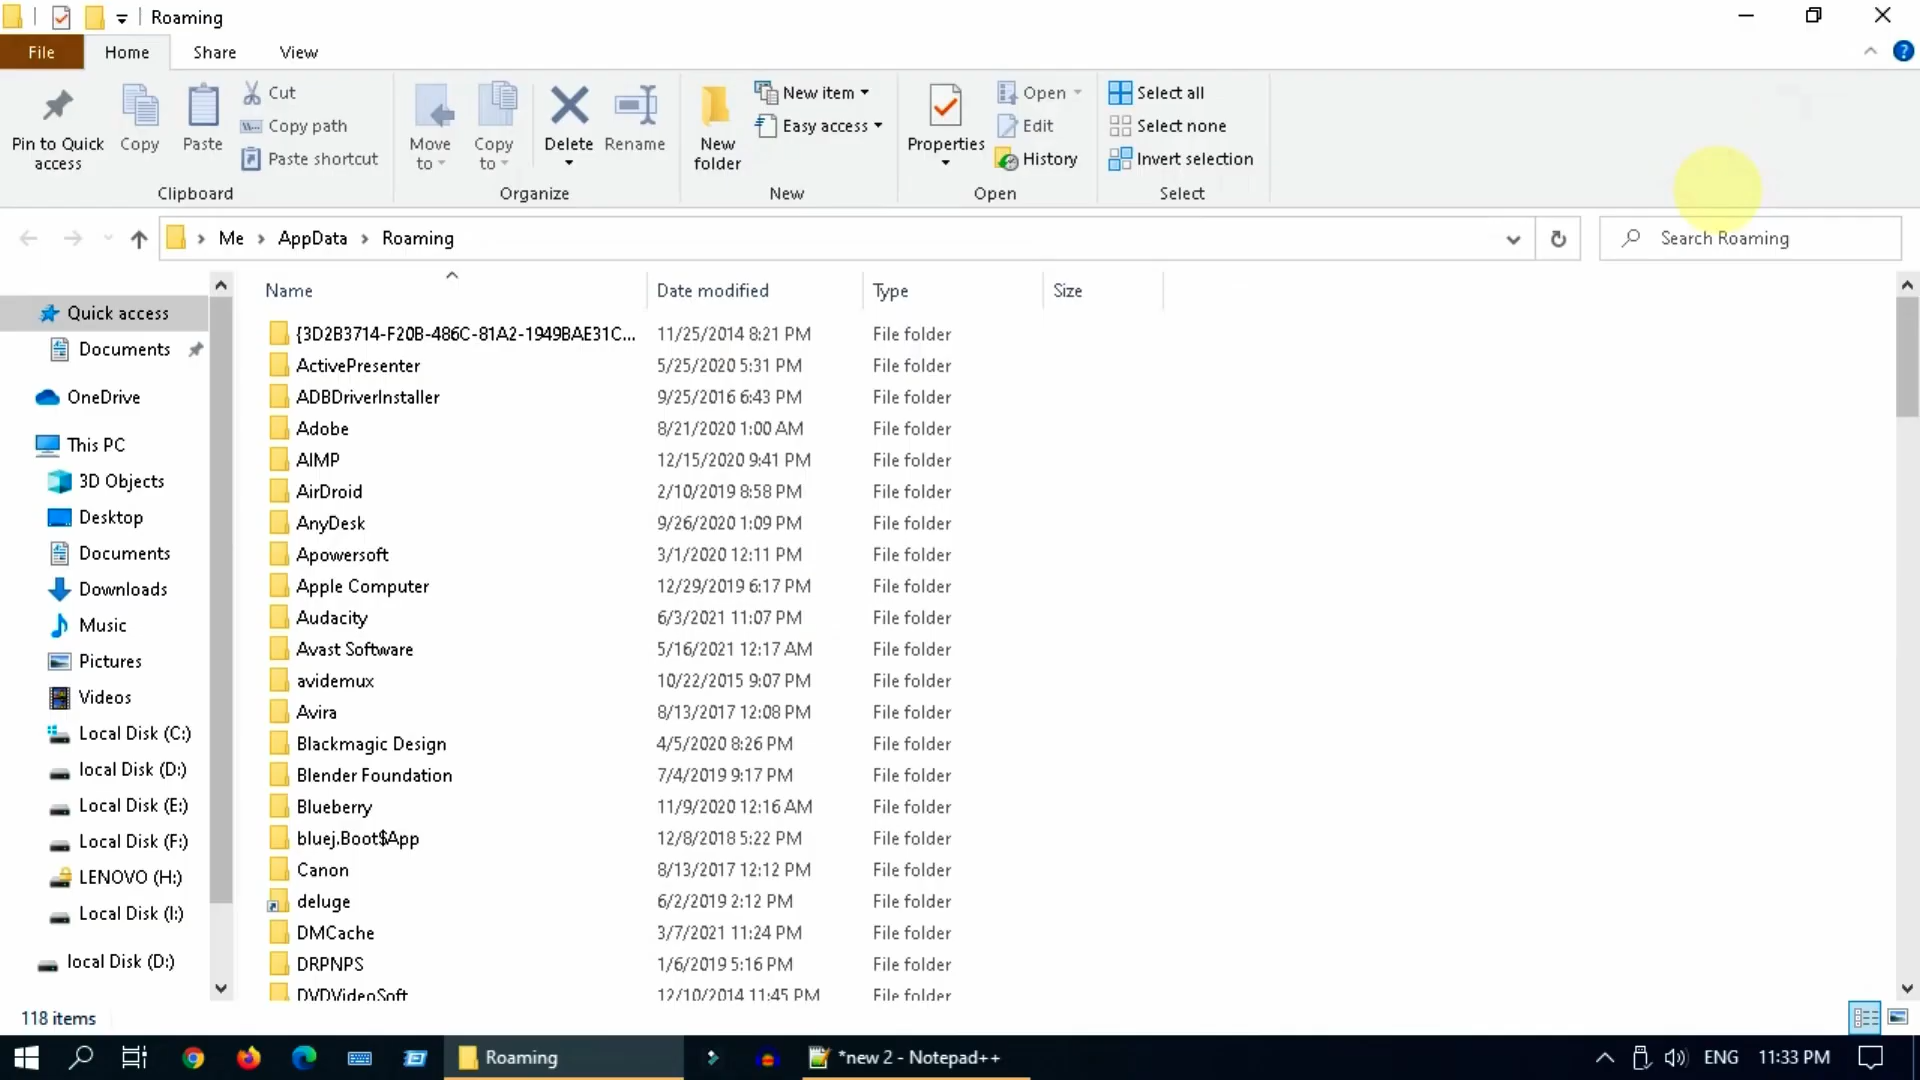 Roaming
File Home Share View
Pin to Quick access
Copy
Paste
Cut
Copy path
Paste shortcut
Clipboard
Move to
Copy to
Delete
Rename
Organize
New folder
New item
Easy access
New
Properties
Open
Edit
History
Open
Select all
Select none
Invert selection
Select
Me > AppData > Roaming
Search Roaming
Quick access
Documents
OneDrive
This PC
3D Objects
Desktop
Documents
Downloads
Music
Pictures
Videos
Local Disk (C:)
local Disk (D:)
Local Disk (E:)
Local Disk (F:)
LENOVO (H:)
Local Disk (I:)
local Disk (D:)
Name Date modified Type Size
{3D2B3714-F20B-486C-81A2-1949BAE31C... 11/25/2014 8:21 PM File folder
ActivePresenter 5/25/2020 5:31 PM File folder
ADBDriverInstaller 9/25/2016 6:43 PM File folder
Adobe 8/21/2020 1:00 AM File folder
AIMP 12/15/2020 9:41 PM File folder
AirDroid 2/10/2019 8:58 PM File folder
AnyDesk 9/26/2020 1:09 PM File folder
Apowersoft 3/1/2020 12:11 PM File folder
Apple Computer 12/29/2019 6:17 PM File folder
Audacity 6/3/2021 11:07 PM File folder
Avast Software 5/16/2021 12:17 AM File folder
avidemux 10/22/2015 9:07 PM File folder
Avira 8/13/2017 12:08 PM File folder
Blackmagic Design 4/5/2020 8:26 PM File folder
Blender Foundation 7/4/2019 9:17 PM File folder
Blueberry 11/9/2020 12:16 AM File folder
bluej.Boot$App 12/8/2018 5:22 PM File folder
Canon 8/13/2017 12:12 PM File folder
deluge 6/2/2019 2:12 PM File folder
DMCache 3/7/2021 11:24 PM File folder
DRPNPS 1/6/2019 5:16 PM File folder
DVDVideoSoft 12/10/2014 11:45 PM File folder
118 items
Roaming
*new 2 - Notepad++
ENG
11:33 PM